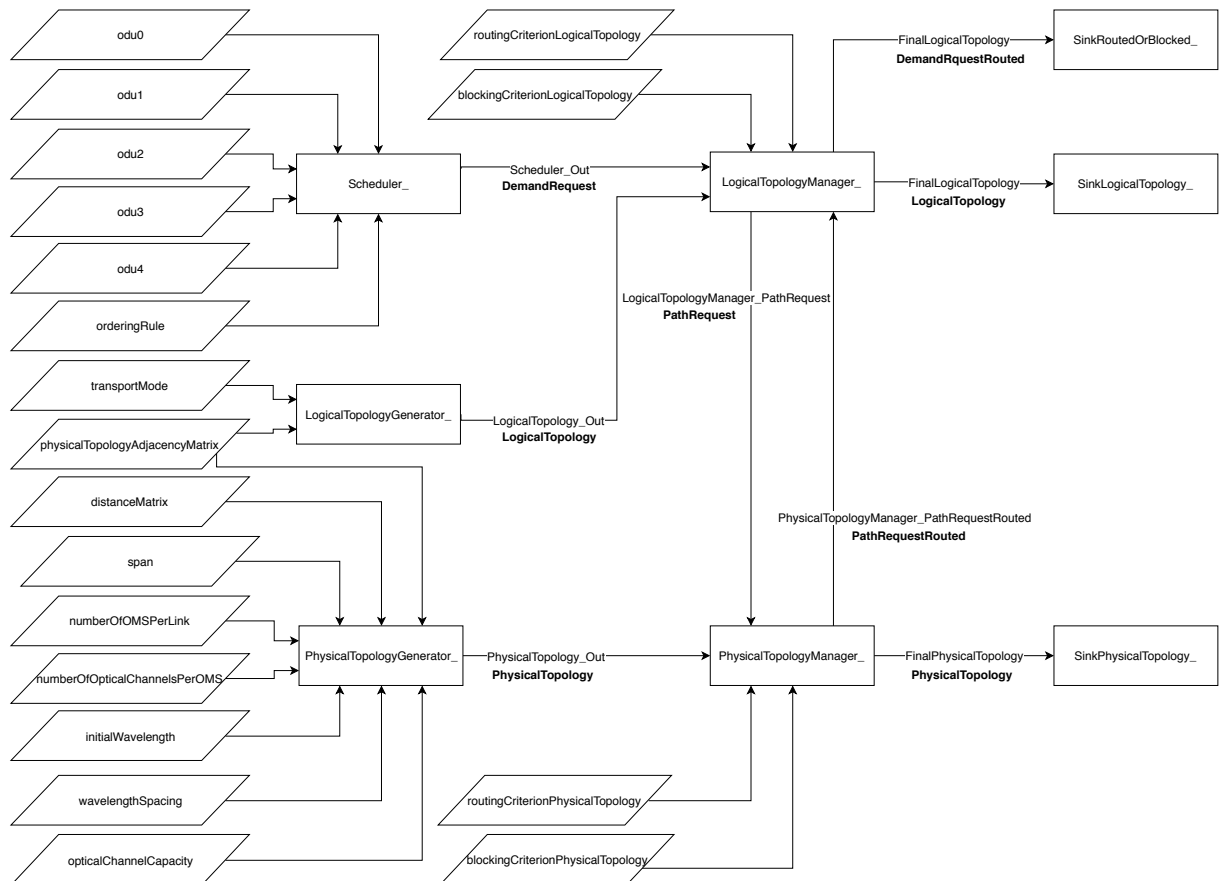 odu0
odu1
odu2
odu3
odu4
orderingRule
transportMode
physicalTopologyAdjacencyMatrix
distanceMatrix
span
numberOfOMSPerLink
numberOfOpticalChannelsPerOMS
initialWavelength
wavelengthSpacing
opticalChannelCapacity
Scheduler_
LogicalTopologyGenerator_
PhysicalTopologyGenerator_
routingCriterionLogicalTopology
blockingCriterionLogicalTopology
Scheduler_Out
DemandRequest
LogicalTopology_Out
LogicalTopology
PhysicalTopology_Out
PhysicalTopology
routingCriterionPhysicalTopology
blockingCriterionPhysicalTopology
LogicalTopologyManager_
LogicalTopologyManager_PathRequest
PathRequest
PhysicalTopologyManager_PathRequestRouted
PathRequestRouted
PhysicalTopologyManager_
FinalLogicalTopology
DemandRquestRouted
FinalLogicalTopology
LogicalTopology
FinalPhysicalTopology
PhysicalTopology
SinkRoutedOrBlocked_
SinkLogicalTopology_
SinkPhysicalTopology_